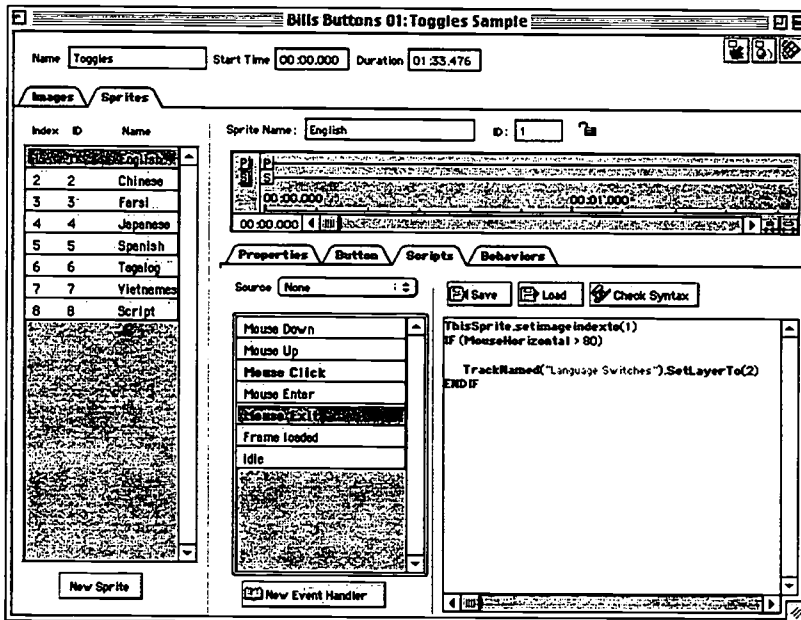 Bills Buttons 01: Toggles Sample
Name Toggles Start Time 00:00.000 Duration 01:33.476
Images Sprites
Index ID Name
English
2 2 Chinese
3 3 Farsi
4 4 Japanese
5 5 Spanish
6 6 Tagalog
7 7 Vietnames
8 8 Script
New Sprite
Sprite Name: English ID: 1
P P
S
00:00.000 00:01.000
00:00.000
Properties Button Scripts Behaviors
Source None
Save Load Check Syntax
Mouse Down
Mouse Up
Mouse Click
Mouse Enter
Mouse Exit
Frame loaded
Idle
New Event Handler
ThisSprite.setimageindexto(1)
IF (MouseHorizontal > 80)
TrackNamed("Language Switches").SetLayerTo(2)
ENDIF